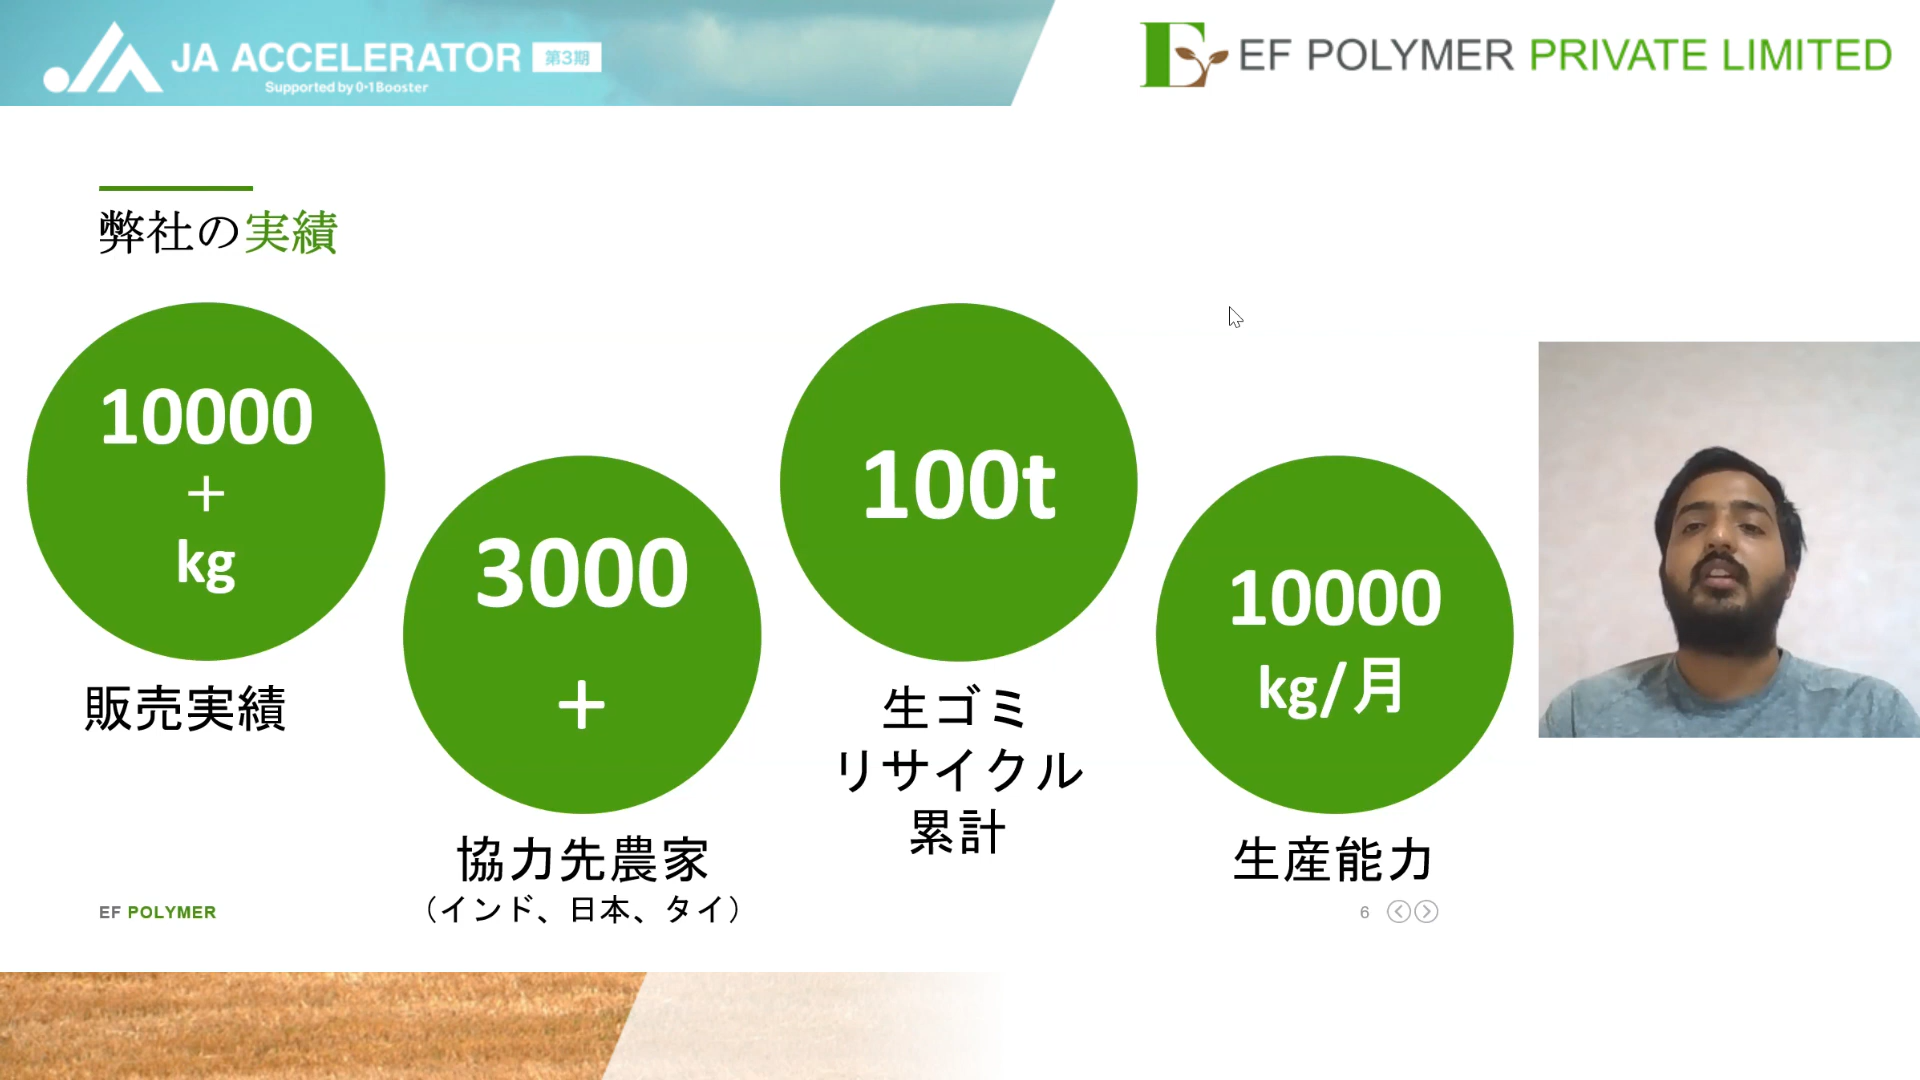 JA ACCELERATOR 第3期
Supported by 0→1Booster
EF POLYMER PRIVATE LIMITED
弊社の実績
10000
+
kg
販売実績
3000
+
協力先農家
（インド、日本、タイ）
100t
生ゴミ
リサイクル
累計
10000
kg/月
生産能力
EF POLYMER
6